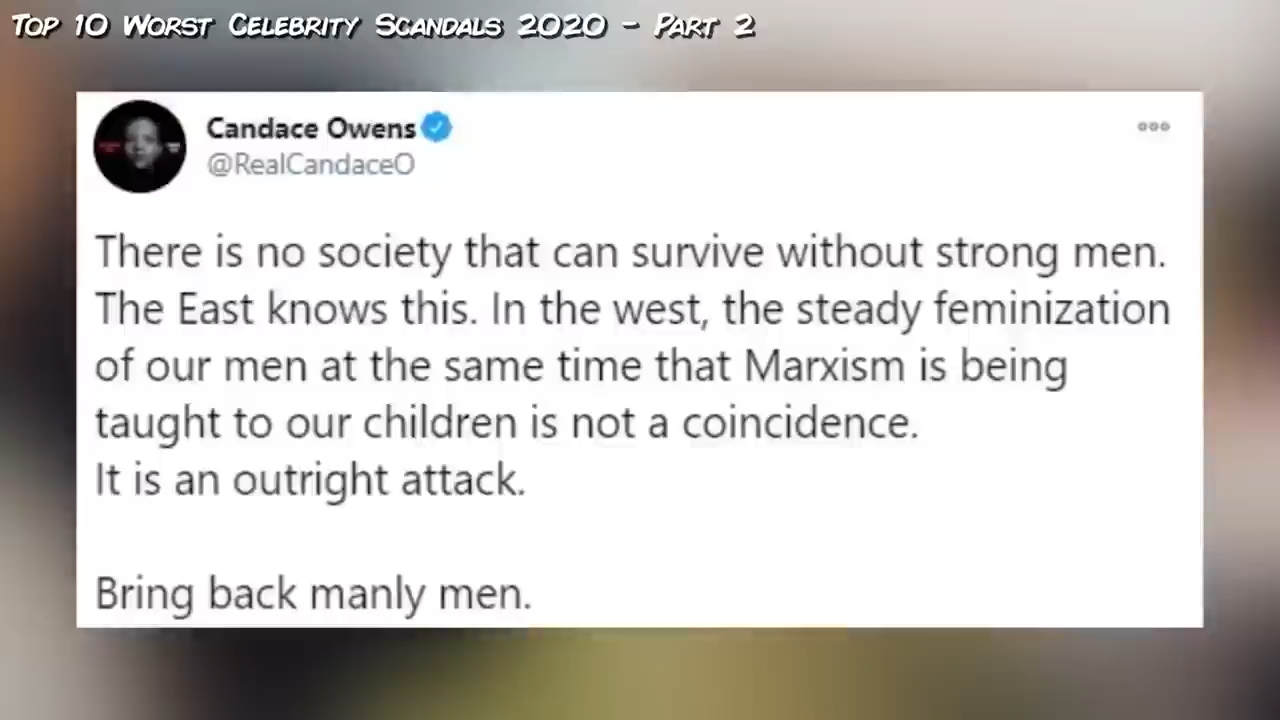 Top 10 Worst Celebrity Scandals 2020 - Part 2
Candace Owens
@RealCandaceO
There is no society that can survive without strong men.
The East knows this. In the west, the steady feminization
of our men at the same time that Marxism is being
taught to our children is not a coincidence.
It is an outright attack.
Bring back manly men.